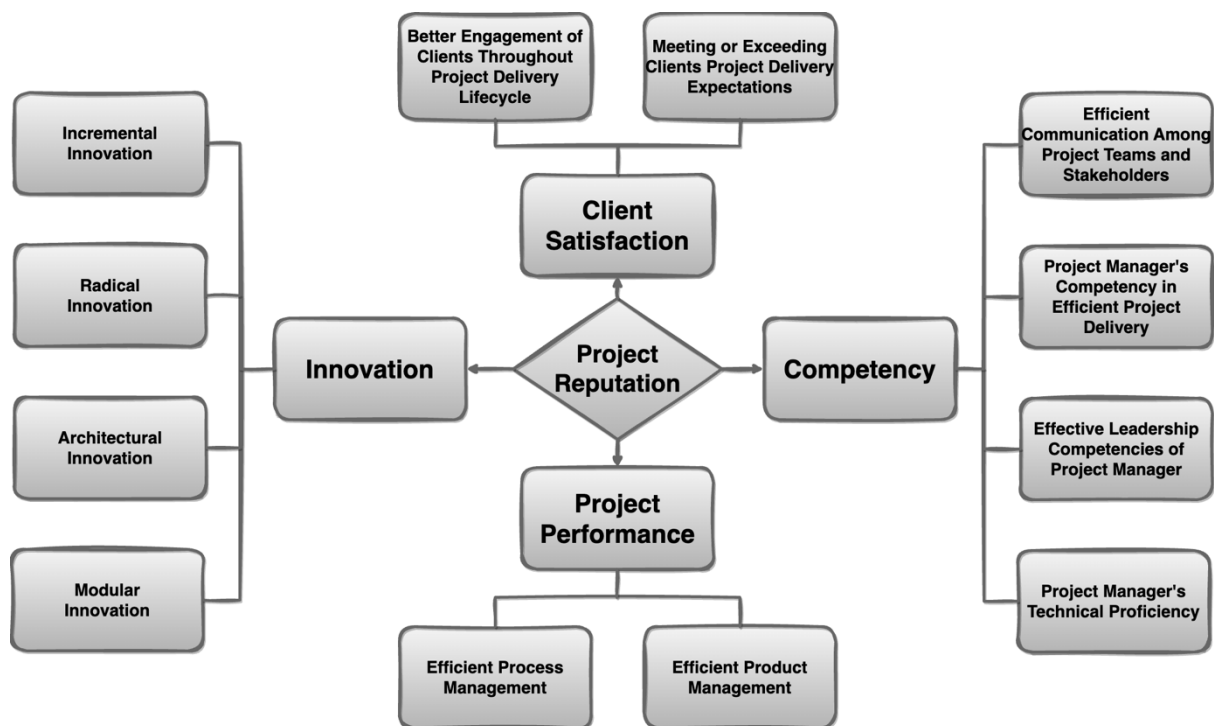 Better Engagement of
Clients Throughout
Project Delivery
Lifecycle
Meeting or Exceeding
Clients Project Delivery
Expectations
Incremental
Innovation
Radical
Innovation
Architectural
Innovation
Modular
Innovation
Innovation
Client
Satisfaction
Project
Reputation
Project
Performance
Efficient Process
Management
Efficient Product
Management
Competency
Efficient
Communication Among
Project Teams and
Stakeholders
Project Manager's
Competency in
Efficient Project
Delivery
Effective Leadership
Competencies of
Project Manager
Project Manager's
Technical Proficiency